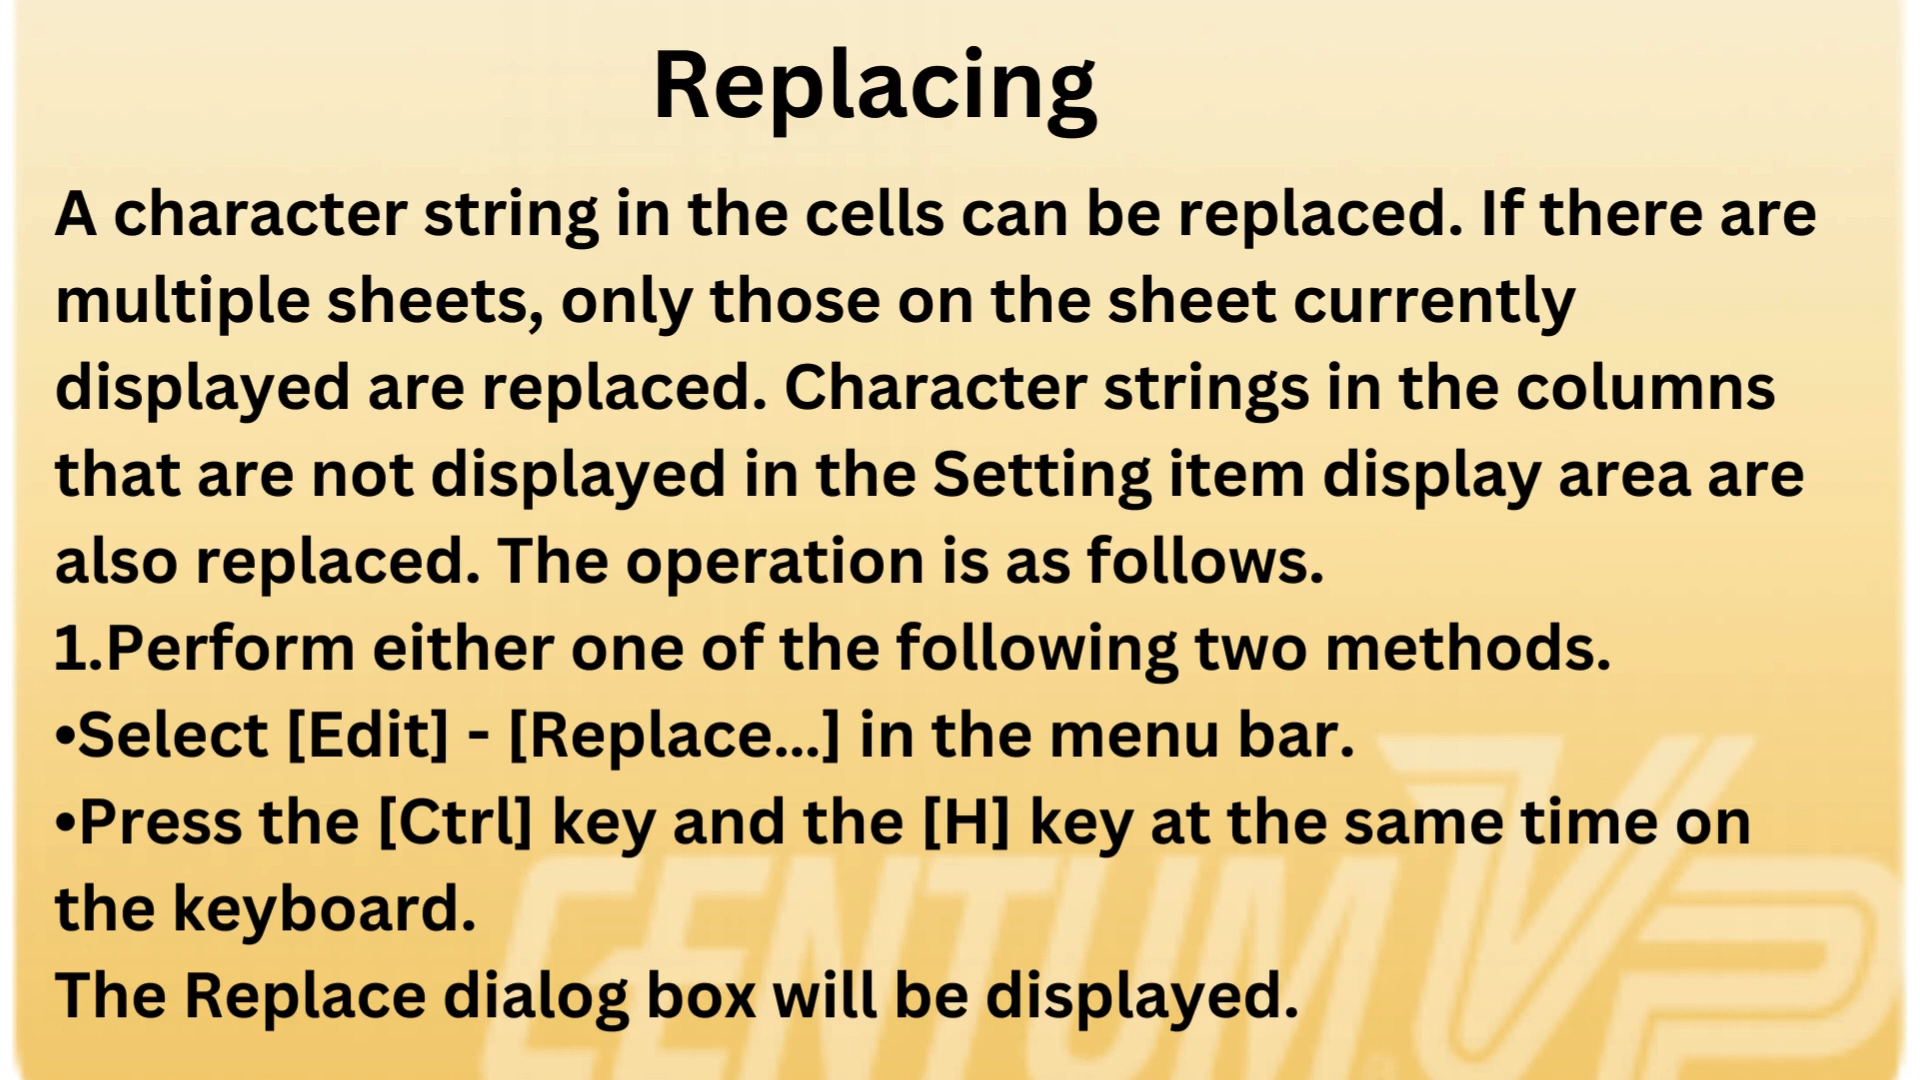 Replacing
A character string in the cells can be replaced. If there are
multiple sheets, only those on the sheet currently
displayed are replaced. Character strings in the columns
that are not displayed in the Setting item display area are
also replaced. The operation is as follows.
1.Perform either one of the following two methods.
•Select [Edit] - [Replace...] in the menu bar.
•Press the [Ctrl] key and the [H] key at the same time on
the keyboard.
The Replace dialog box will be displayed.
CENTUM VP